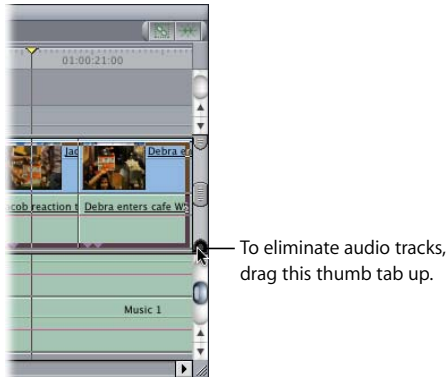 01:00:21:00
Jac
Debra e
cob reaction t
Debra enters cafe W
To eliminate audio tracks,
drag this thumb tab up.
Music 1